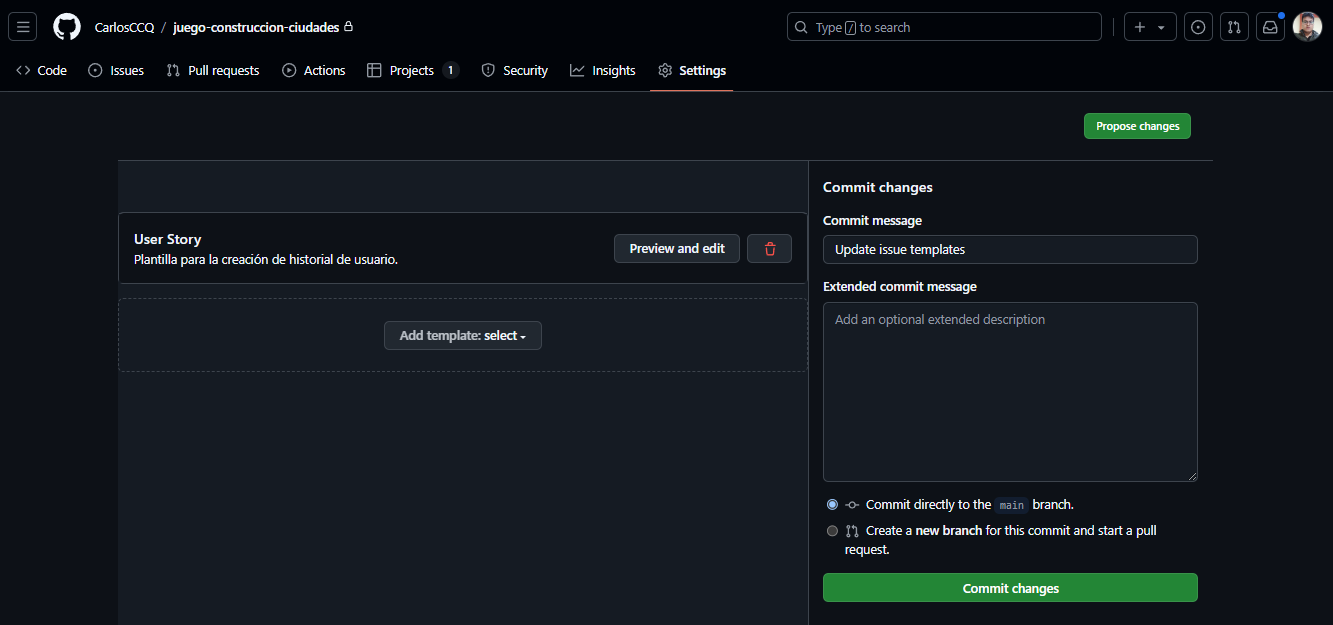 CarlosCCQ / juego-construccion-ciudades
Type / to search
Code Issues Pull requests Actions Projects 1 Security Insights Settings
Propose changes
User Story
Plantilla para la creación de historial de usuario.
Preview and edit
Add template: select
Commit changes
Commit message
Update issue templates
Extended commit message
Add an optional extended description
Commit directly to the main branch.
Create a new branch for this commit and start a pull
request.
Commit changes